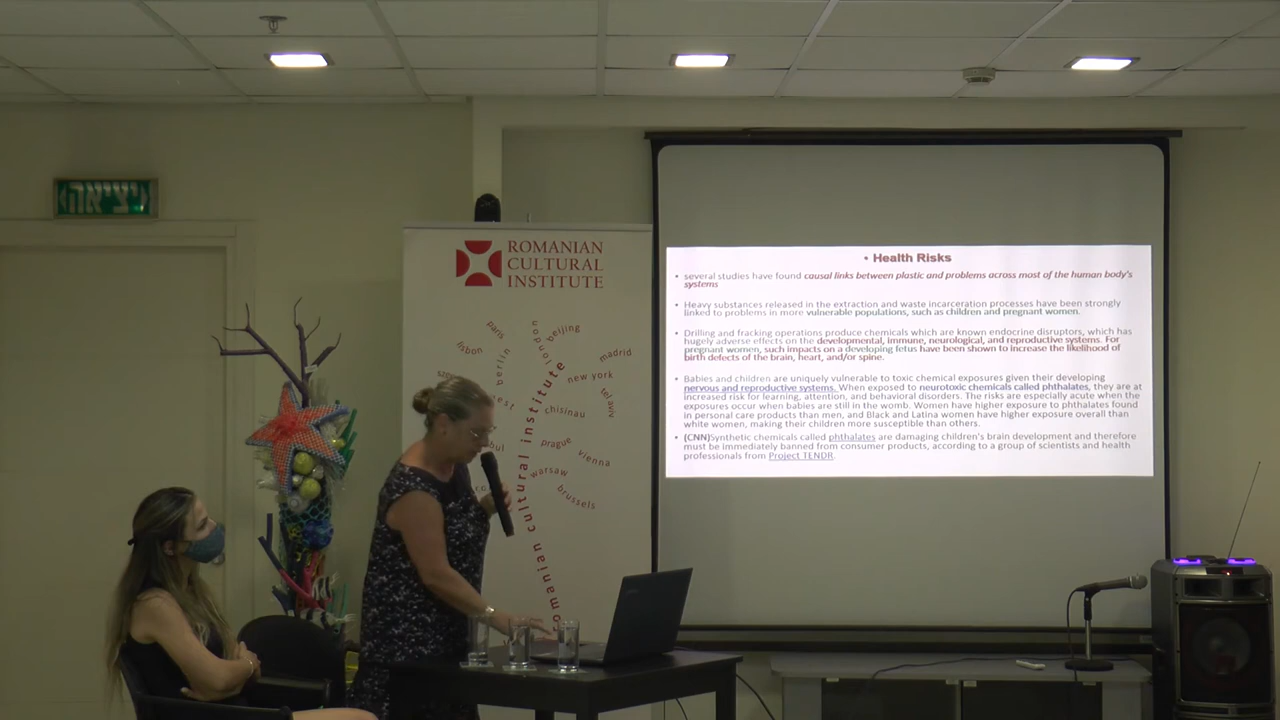 יציאה
ROMANIAN
CULTURAL
INSTITUTE
paris
london
beijing
lisbon
berlin
madrid
new york
tel aviv
chisinau
prague
vienna
warsaw
brussels
romanian cultural institute
• Health Risks
• several studies have found causal links between plastic and problems across most of the human body's
systems
• Heavy substances released in the extraction and waste incarceration processes have been strongly
linked to problems in more vulnerable populations, such as children and pregnant women.
• Drilling and fracking operations produce chemicals which are known endocrine disruptors, which has
hugely adverse effects on the developmental, immune, neurological, and reproductive systems. For
pregnant women, such impacts on a developing fetus have been shown to increase the likelihood of
birth defects of the brain, heart, and/or spine.
• Babies and children are uniquely vulnerable to toxic chemical exposures given their developing
nervous and reproductive systems. When exposed to neurotoxic chemicals called phthalates, they are at
increased risk for learning, attention, and behavioral disorders. The risks are especially acute when the
exposures occur when babies are still in the womb. Women have higher exposure to phthalates found
in personal care products than men, and Black and Latina women have higher exposure overall than
white women, making their children more susceptible than others.
• (CNN)Synthetic chemicals called phthalates are damaging children's brain development and therefore
must be immediately banned from consumer products, according to a group of scientists and health
professionals from Project TENDR.